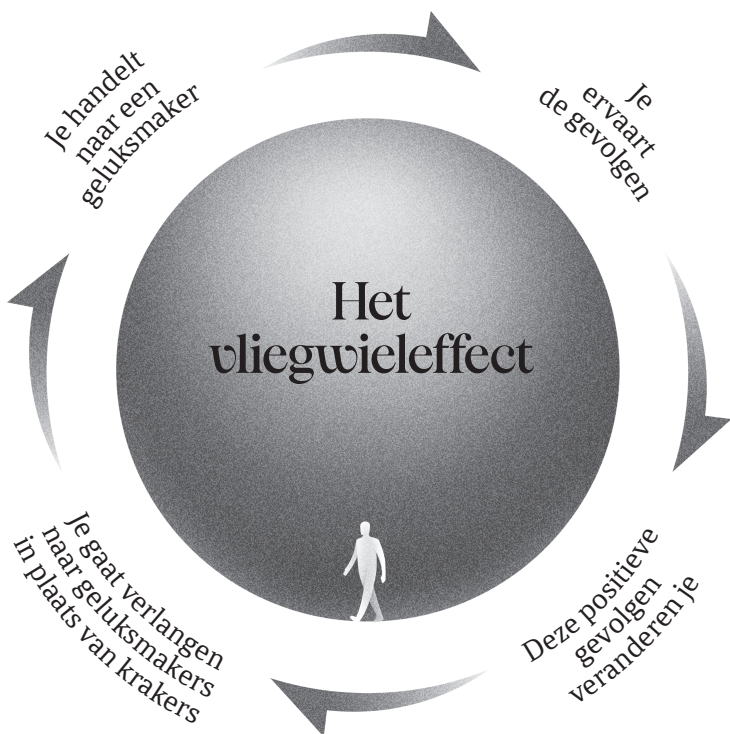 Je handelt
naar een
geluksmaker
Je
ervaart
de gevolgen
Het
vliegwieleffect
Deze positieve
gevolgen
veranderen je
Je gaat verlangen
naar geluksmakers
in plaats van krakers